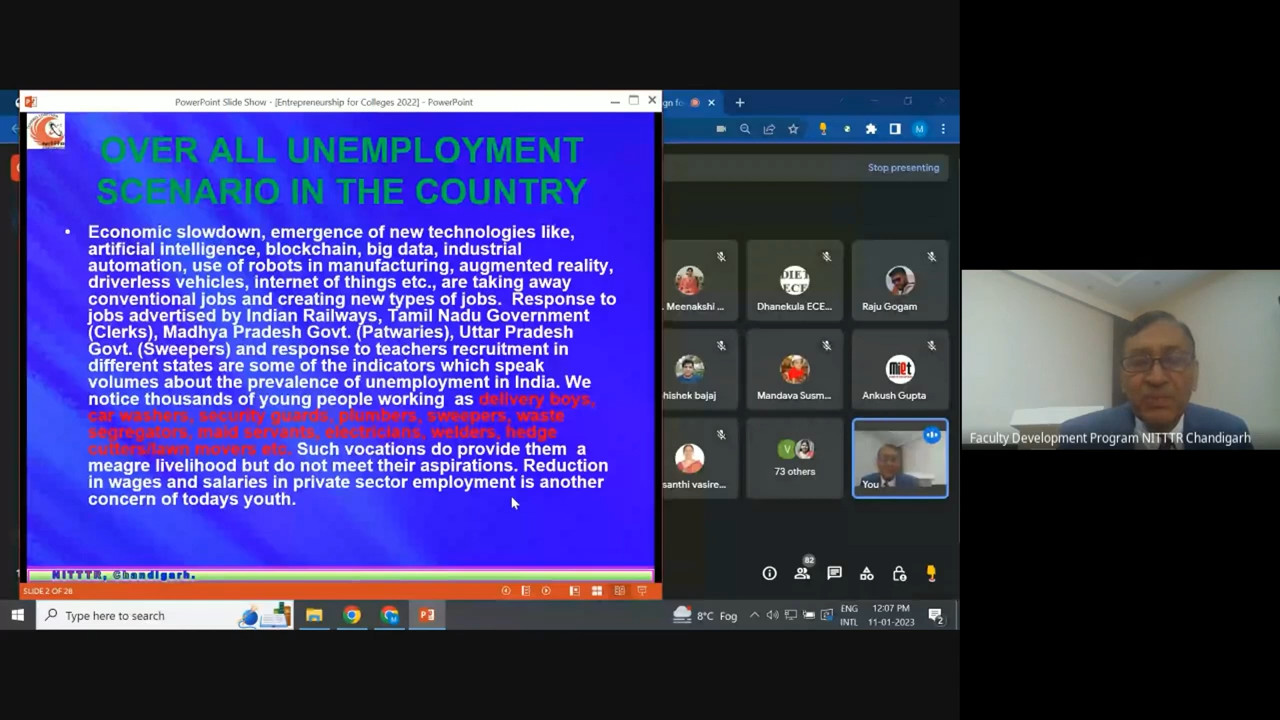 PowerPoint Slide Show - [Entrepreneurship for Colleges 2022] - PowerPoint
OVER ALL UNEMPLOYMENT
SCENARIO IN THE COUNTRY
• Economic slowdown, emergence of new technologies like,
artificial intelligence, blockchain, big data, industrial
automation, use of robots in manufacturing, augmented reality,
driverless vehicles, internet of things etc., are taking away
conventional jobs and creating new types of jobs. Response to
jobs advertised by Indian Railways, Tamil Nadu Government
(Clerks), Madhya Pradesh Govt. (Patwaries), Uttar Pradesh
Govt. (Sweepers) and response to teachers recruitment in
different states are some of the indicators which speak
volumes about the prevalence of unemployment in India. We
notice thousands of young people working as delivery boys,
car washers, security guards, plumbers, sweepers, waste
segregators, maid servants, electricians, welders, hedge
cutters/lawn movers etc. Such vocations do provide them a
meagre livelihood but do not meet their aspirations. Reduction
in wages and salaries in private sector employment is another
concern of todays youth.
NITTTR, Chandigarh.
SLIDE 2 OF 28
M
Stop presenting
Meenakshi ...
DIET
ECE
Dhanekula ECE...
Raju Gogam
hishek bajaj
Mandava Susm...
miet
Ankush Gupta
santhi vasire...
V
73 others
You
82
Faculty Development Program NITTTR Chandigarh
Type here to search
8°C Fog
ENG
INTL
12:07 PM
11-01-2023
2